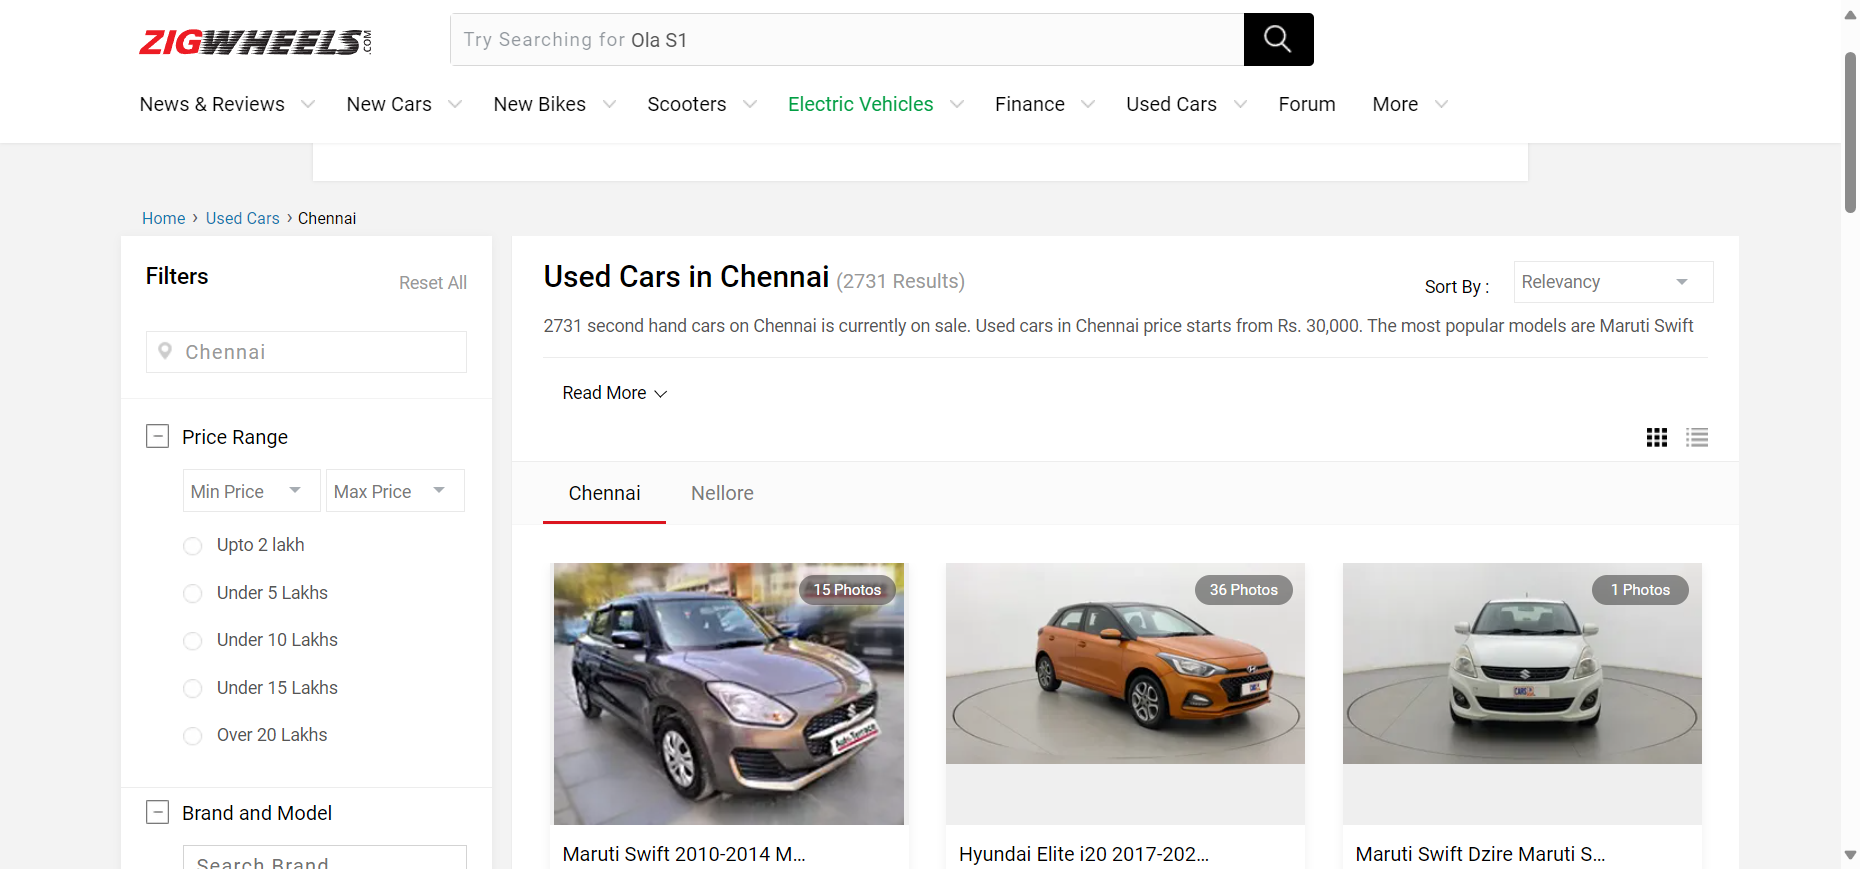 ZIGWHEELS.COM
Try Searching for Ola S1
News & Reviews New Cars New Bikes Scooters Electric Vehicles Finance Used Cars Forum More
Home › Used Cars › Chennai
Filters
Reset All
Chennai
Price Range
Min Price Max Price
Upto 2 lakh
Under 5 Lakhs
Under 10 Lakhs
Under 15 Lakhs
Over 20 Lakhs
Brand and Model
Search Brand
Used Cars in Chennai (2731 Results)
Sort By : Relevancy
2731 second hand cars on Chennai is currently on sale. Used cars in Chennai price starts from Rs. 30,000. The most popular models are Maruti Swift
Read More
Chennai Nellore
15 Photos
Auto Terrace
Maruti Swift 2010-2014 M...
36 Photos
Hyundai Elite i20 2017-202...
1 Photos
CARS
Maruti Swift Dzire Maruti S...